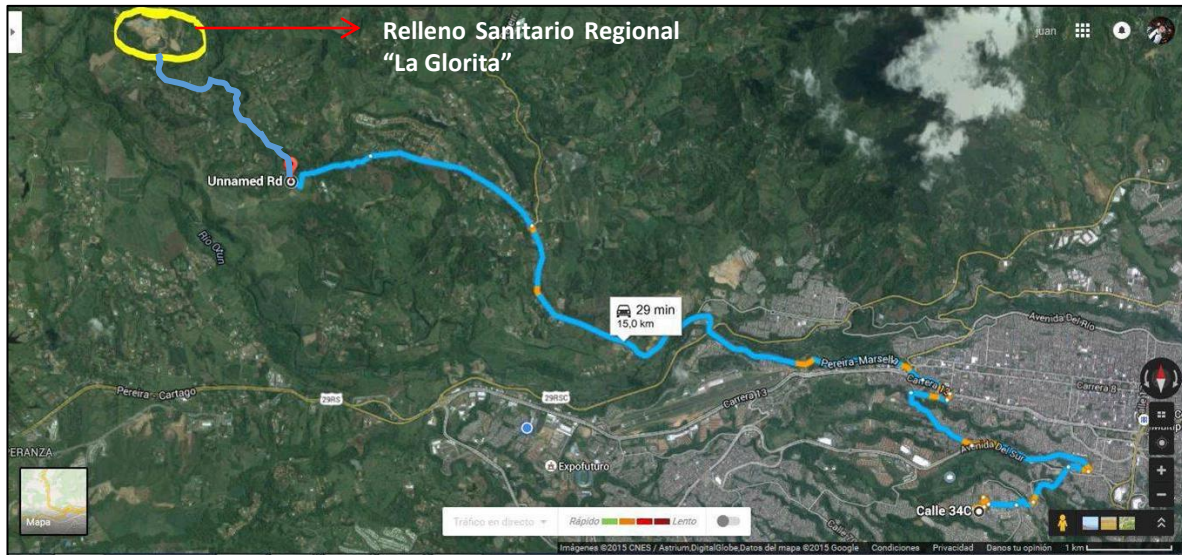 Relleno Sanitario Regional
“La Glorita”
juan
Unnamed Rd
Río Otún
29 min
15,0 km
Avenida Del Río
Pereira-Marsella
Carrera 13
Carrera 8
Pereira - Cartago
29RS
29RSC
Carrera 13
Avenida Del Sur
ERANZA
Expofuturo
Calle 34C
Mapa
Tráfico en directo
Rápido
Lento
Imágenes ©2015 CNES / Astrium,DigitalGlobe,Datos del mapa ©2015 Google
Condiciones
Privacidad
Danos tu opinión
1 km